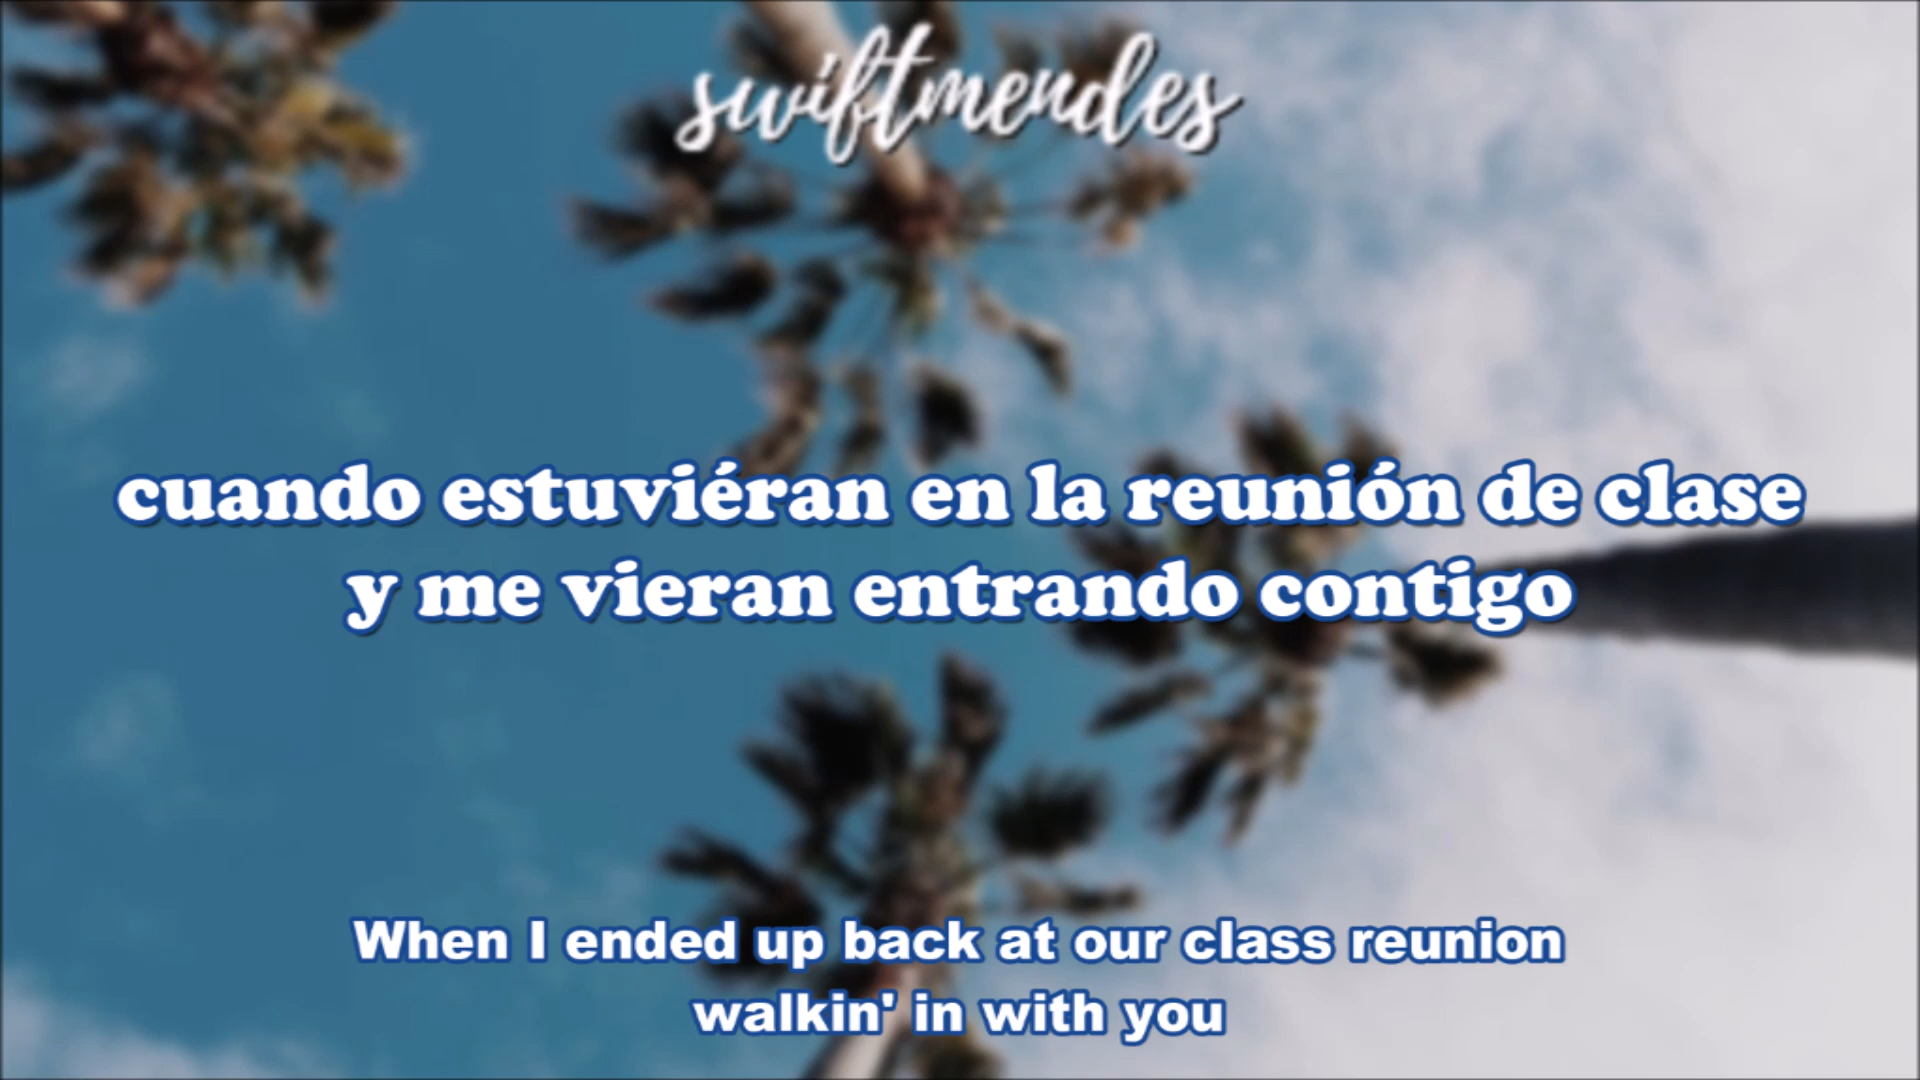 swiftmendes
cuando estuviéran en la reunión de clase
y me vieran entrando contigo
When I ended up back at our class reunion
walkin' in with you